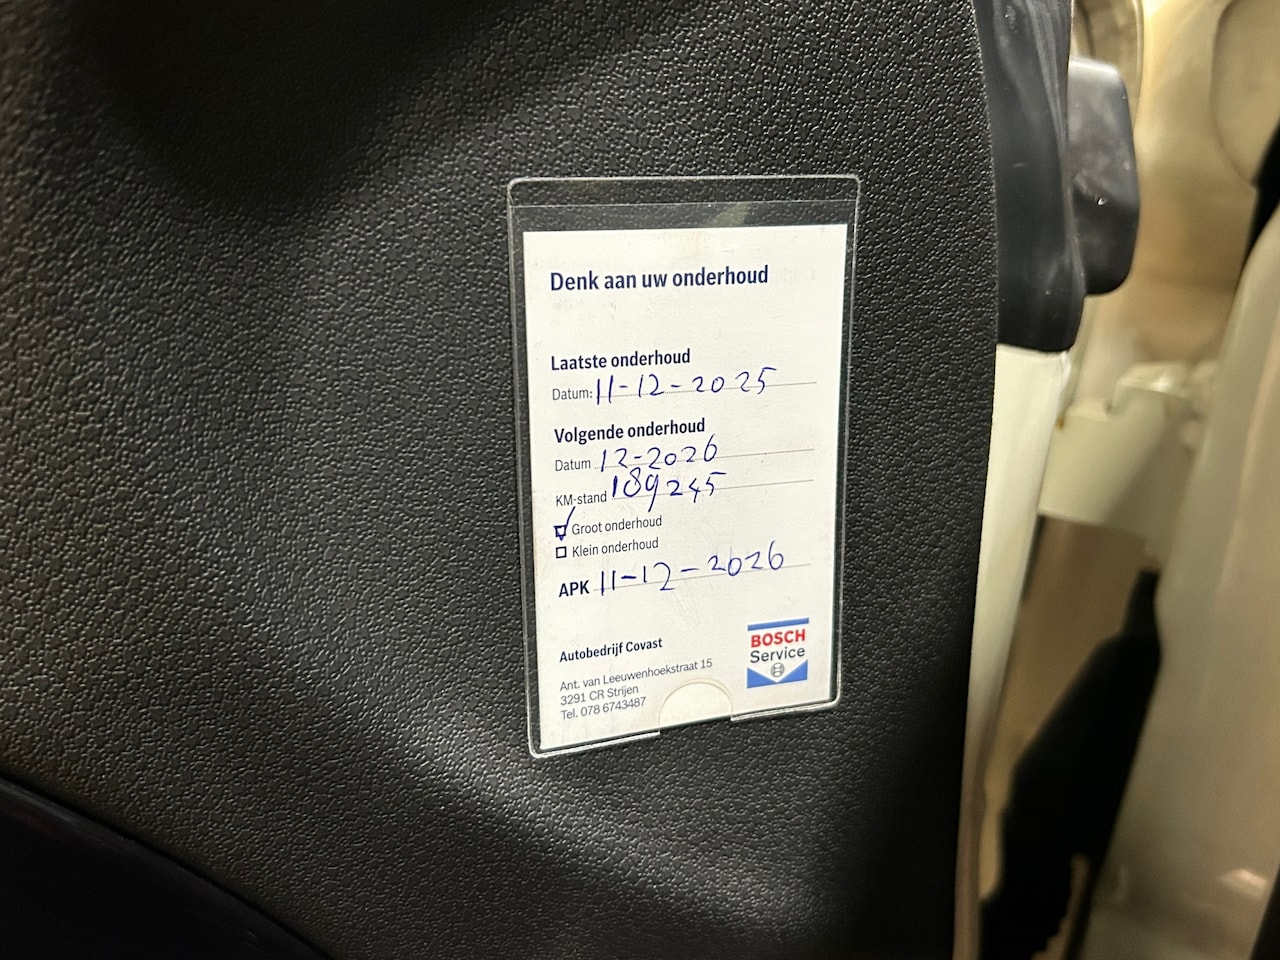 Denk aan uw onderhoud
Laatste onderhoud
Datum: 11-12-2025
Volgende onderhoud
Datum 12-2026
KM-stand 189245
Groot onderhoud
Klein onderhoud
APK 11-12-2026
Autobedrijf Covast
Ant. van Leeuwenhoekstraat 15
3291 CR Strijen
Tel. 078 6743487
BOSCH
Service